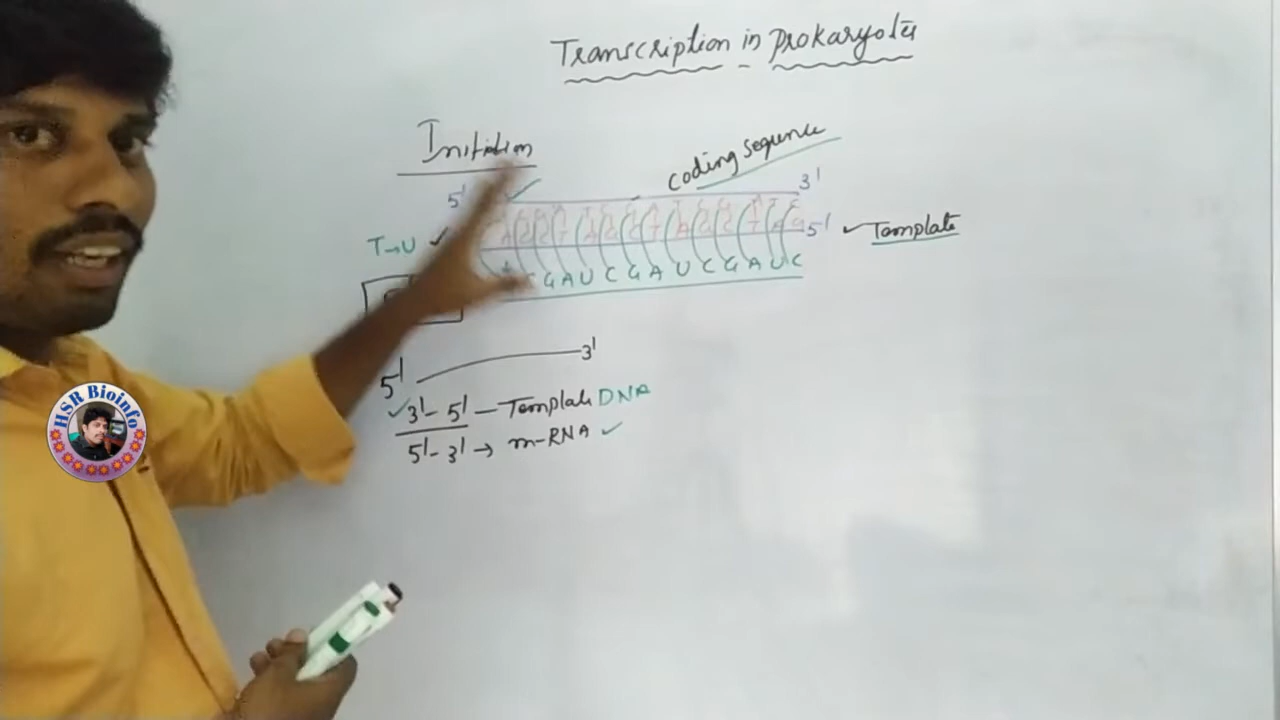 Transcription in Prokaryotes
Initiation
coding sequence
5' 3'
T→U 5' Template
G A U C G A U C G A U C
5' 3'
3'- 5' - Template DNA
5'- 3' → m-RNA
HSR Bioinfo